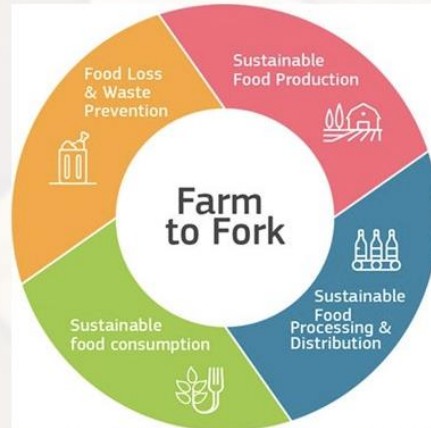 Food Loss
& Waste
Prevention
Sustainable
Food Production
Farm
to Fork
Sustainable
Food
Processing &
Distribution
Sustainable
food consumption